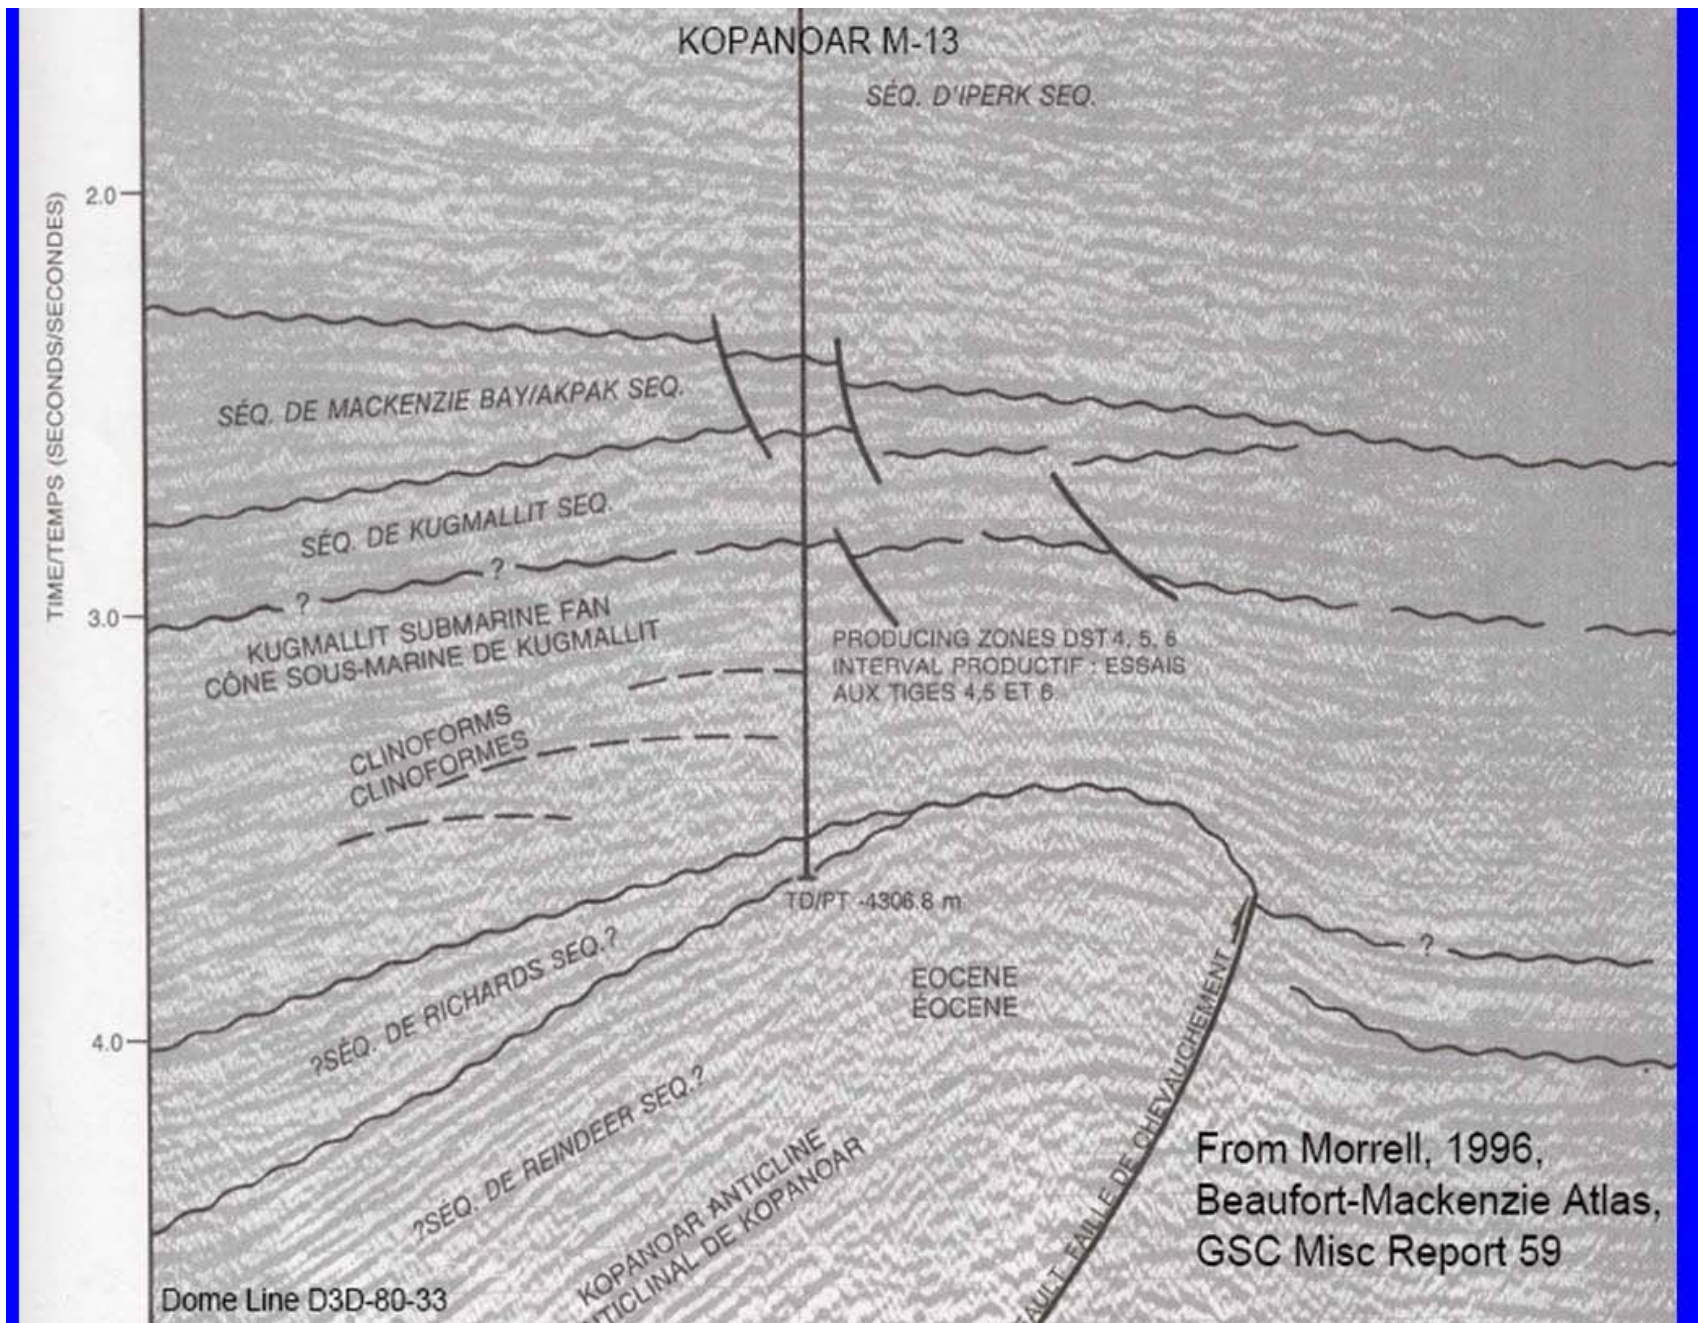 KOPANOAR M-13
SÉQ. D'IPERK SEQ.
TIME/TEMPS (SECONDS/SECONDES)
2.0
SÉQ. DE MACKENZIE BAY/AKPAK SEQ.
SÉQ. DE KUGMALLIT SEQ.
?
?
3.0
KUGMALLIT SUBMARINE FAN
CÔNE SOUS-MARINE DE KUGMALLIT
PRODUCING ZONES DST 4, 5, 6
INTERVAL PRODUCTIF : ESSAIS
AUX TIGES 4,5 ET 6
CLINOFORMS
CLINOFORMES
TD/PT -4306.8 m
?SÉQ. DE RICHARDS SEQ.?
EOCENE
ÉOCENE
?
4.0
?SÉQ. DE REINDEER SEQ.?
KOPANOAR ANTICLINE
NTICLINAL DE KOPANOAR
AULT FAILLE DE CHEVAUCHEMENT
From Morrell, 1996,
Beaufort-Mackenzie Atlas,
GSC Misc Report 59
Dome Line D3D-80-33